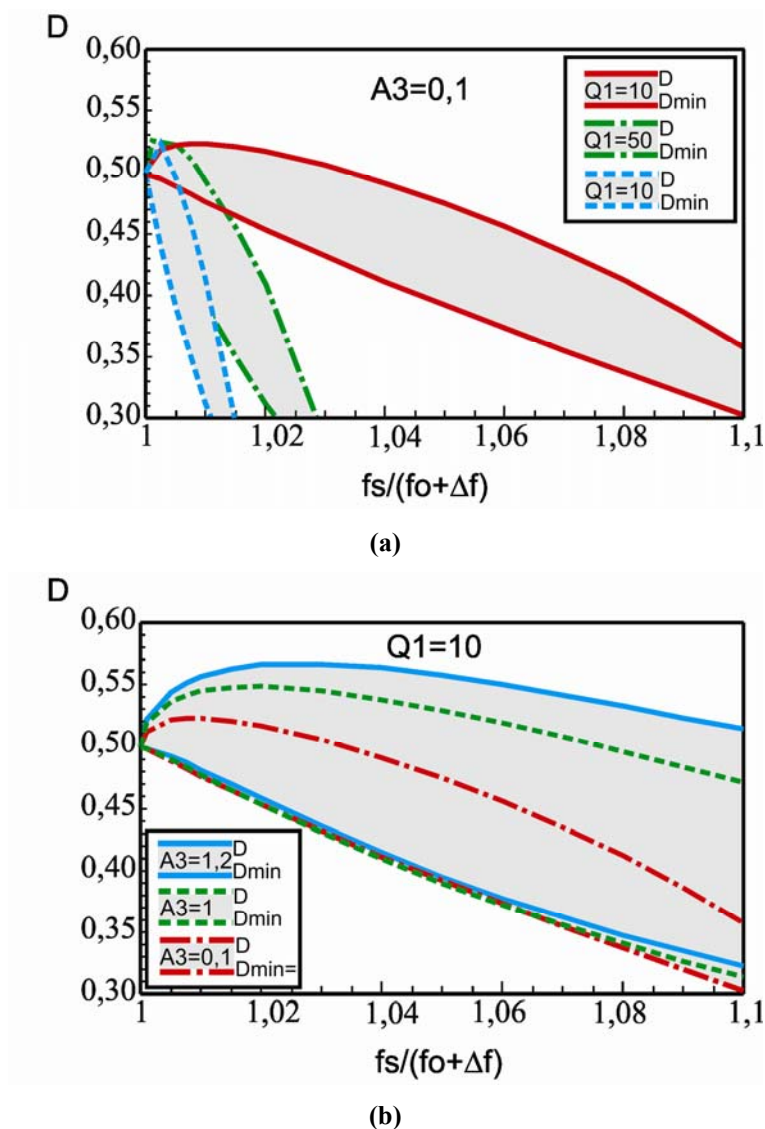 D
0,60
0,55
0,50
0,45
0,40
0,35
0,30
A3=0,1
Q1=10 D
Dmin
Q1=50 D
Dmin
Q1=10 D
Dmin
1 1,02 1,04 1,06 1,08 1,1
fs/(fo+Δf)
(a)
D
0,60
0,55
0,50
0,45
0,40
0,35
0,30
Q1=10
A3=1,2 D
Dmin
A3=1 D
Dmin
A3=0,1 D
Dmin=
1 1,02 1,04 1,06 1,08 1,1
fs/(fo+Δf)
(b)